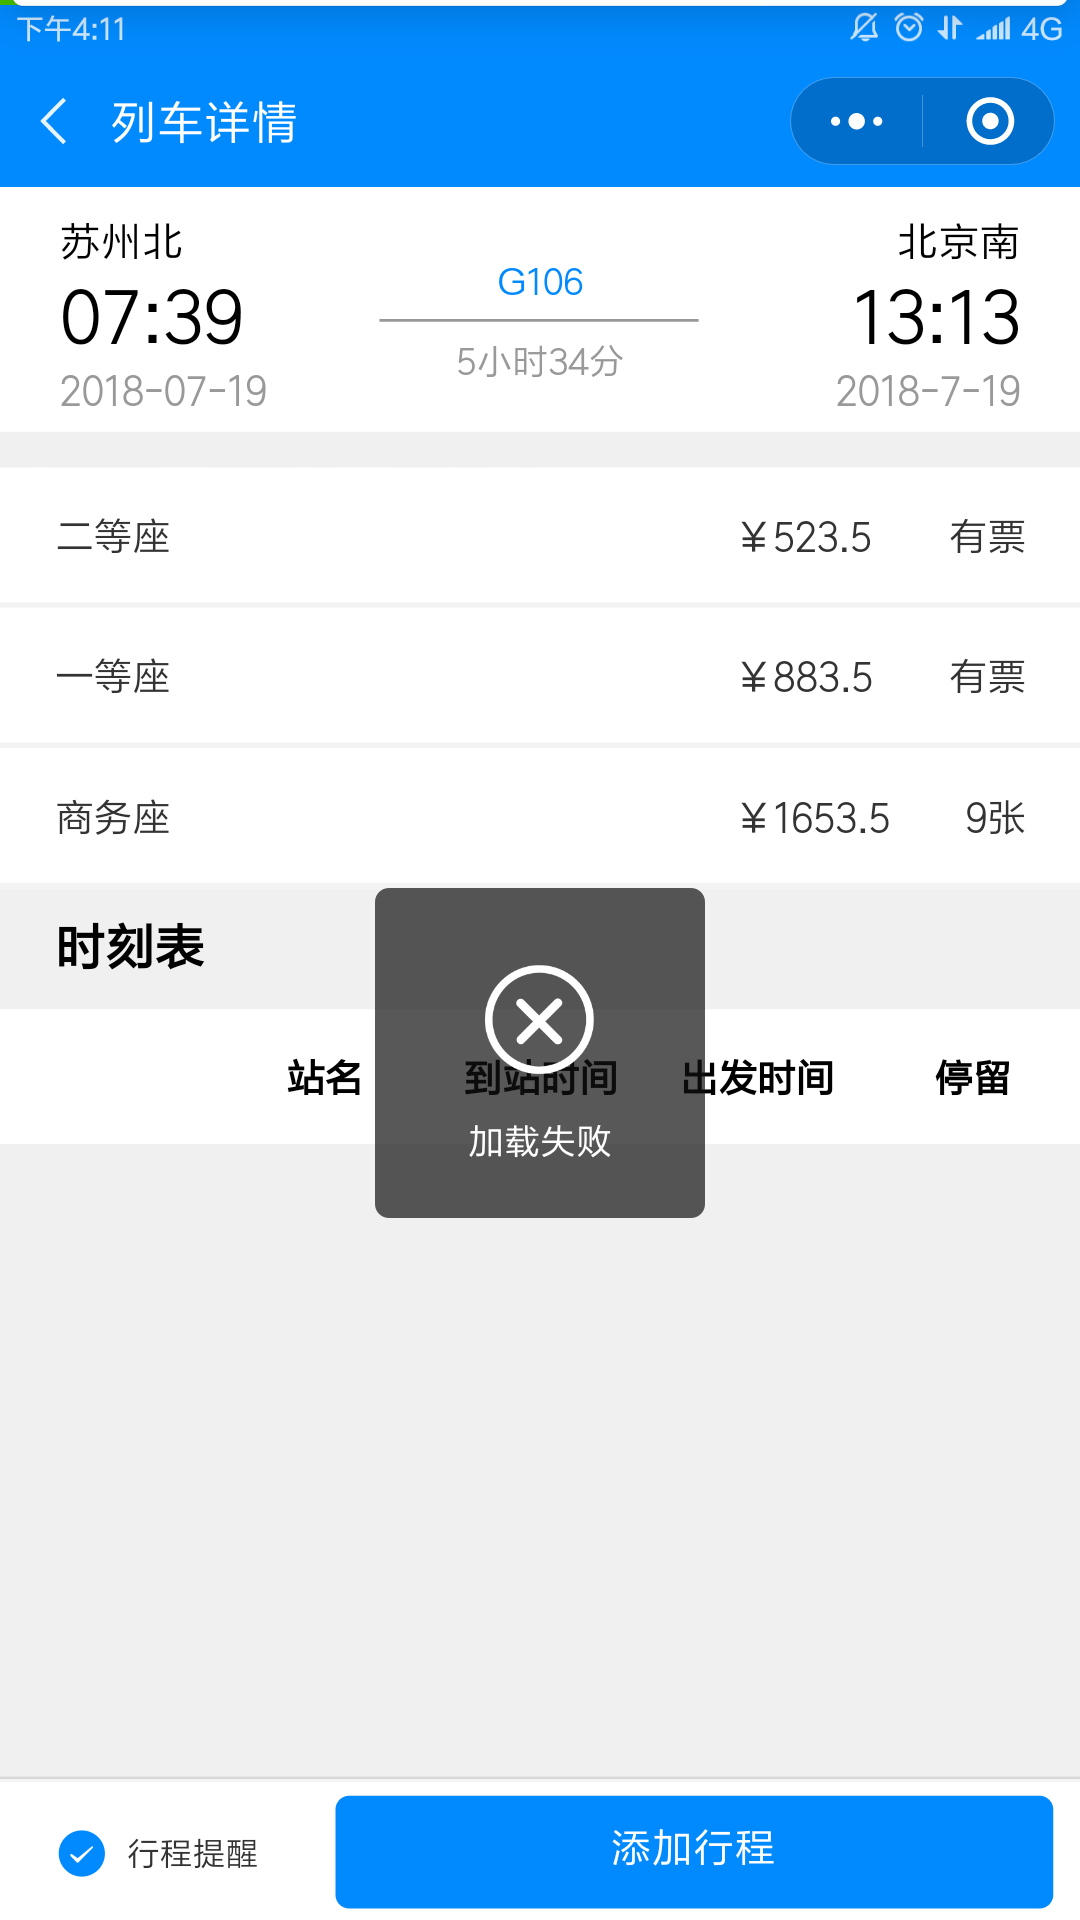 下午4:11 4G
列车详情
苏州北 北京南
07:39 G106 13:13
2018-07-19 5小时34分 2018-7-19
二等座 ￥523.5 有票
一等座 ￥883.5 有票
商务座 ￥1653.5 9张
时刻表
站名 到站时间 出发时间 停留
加载失败
行程提醒 添加行程